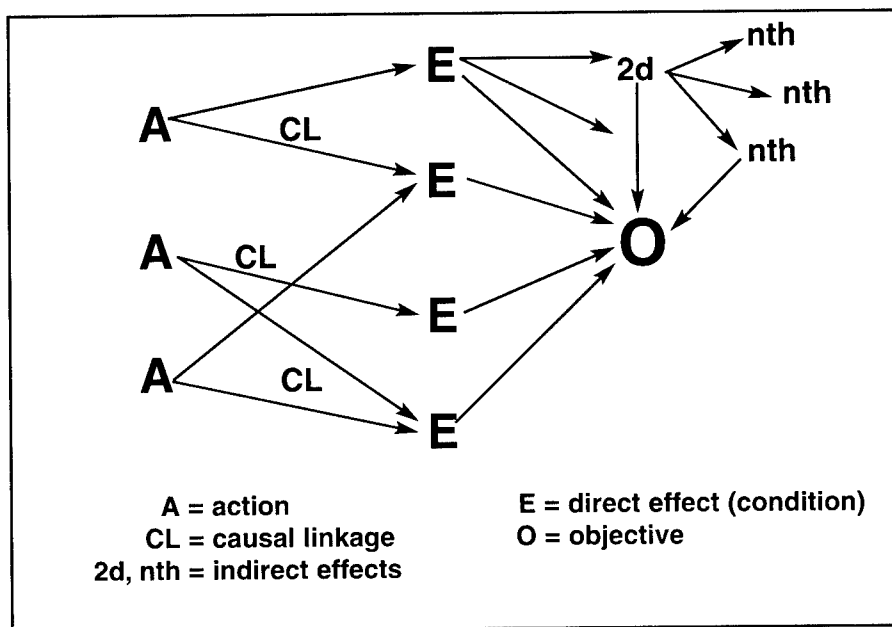 nth
E
2d
nth
A
CL
nth
E
O
A
CL
E
A
CL
E
A = action
CL = causal linkage
2d, nth = indirect effects
E = direct effect (condition)
O = objective